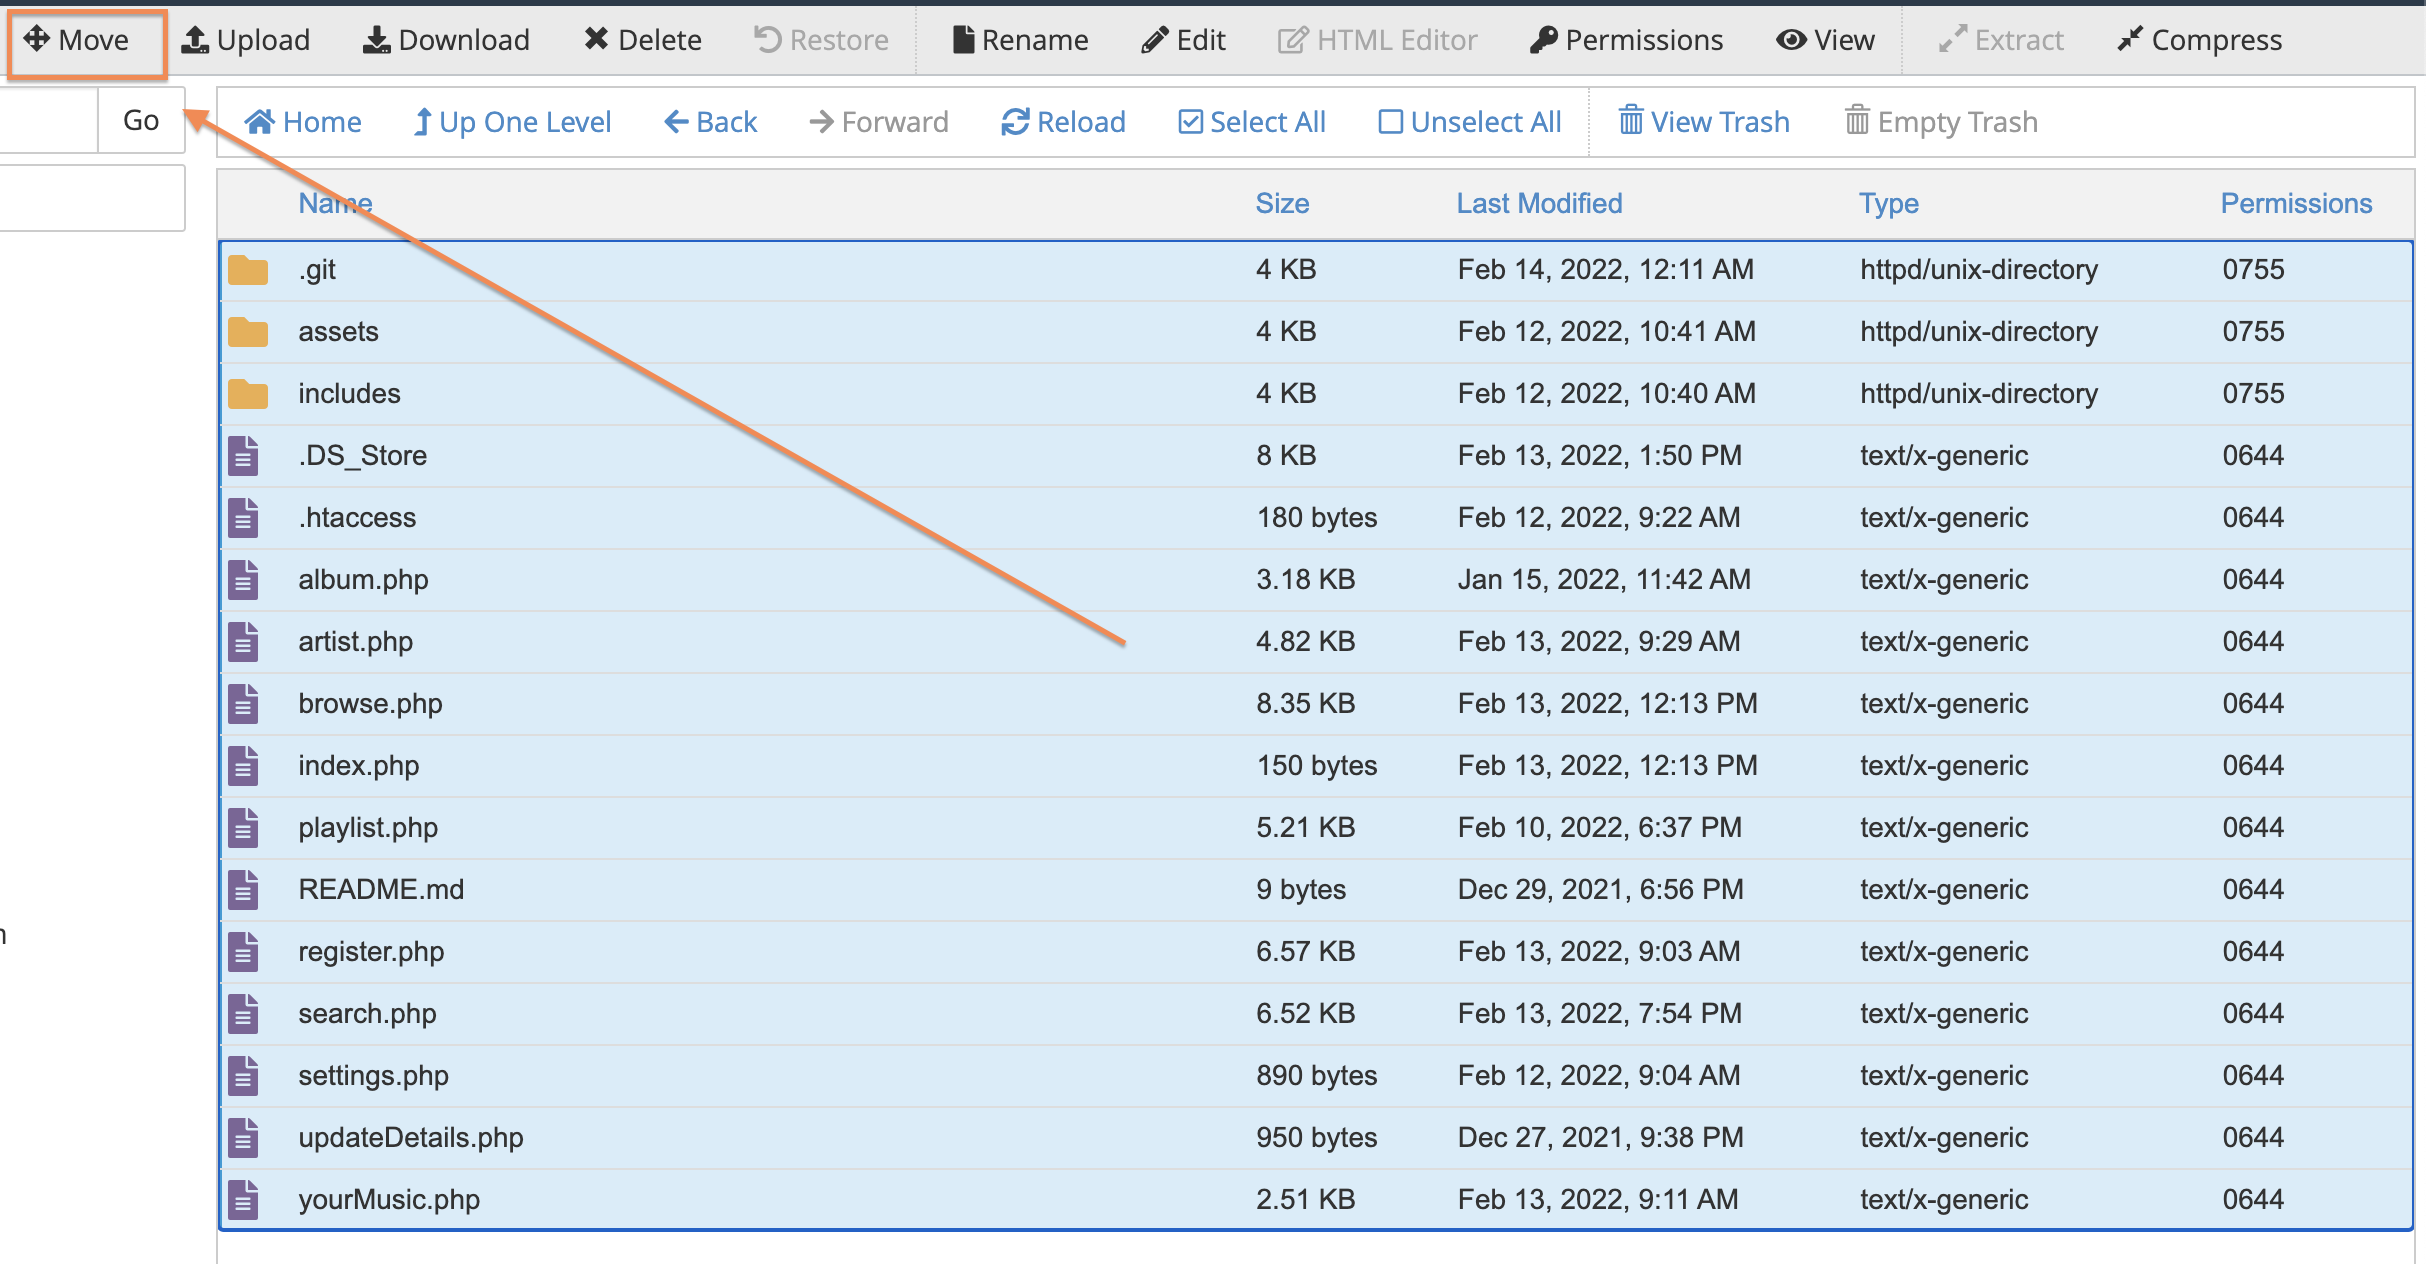 Move Upload Download Delete Restore Rename Edit HTML Editor Permissions View Extract Compress
Go Home Up One Level Back Forward Reload Select All Unselect All View Trash Empty Trash
Name Size Last Modified Type Permissions
.git 4 KB Feb 14, 2022, 12:11 AM httpd/unix-directory 0755
assets 4 KB Feb 12, 2022, 10:41 AM httpd/unix-directory 0755
includes 4 KB Feb 12, 2022, 10:40 AM httpd/unix-directory 0755
.DS_Store 8 KB Feb 13, 2022, 1:50 PM text/x-generic 0644
.htaccess 180 bytes Feb 12, 2022, 9:22 AM text/x-generic 0644
album.php 3.18 KB Jan 15, 2022, 11:42 AM text/x-generic 0644
artist.php 4.82 KB Feb 13, 2022, 9:29 AM text/x-generic 0644
browse.php 8.35 KB Feb 13, 2022, 12:13 PM text/x-generic 0644
index.php 150 bytes Feb 13, 2022, 12:13 PM text/x-generic 0644
playlist.php 5.21 KB Feb 10, 2022, 6:37 PM text/x-generic 0644
README.md 9 bytes Dec 29, 2021, 6:56 PM text/x-generic 0644
register.php 6.57 KB Feb 13, 2022, 9:03 AM text/x-generic 0644
search.php 6.52 KB Feb 13, 2022, 7:54 PM text/x-generic 0644
settings.php 890 bytes Feb 12, 2022, 9:04 AM text/x-generic 0644
updateDetails.php 950 bytes Dec 27, 2021, 9:38 PM text/x-generic 0644
yourMusic.php 2.51 KB Feb 13, 2022, 9:11 AM text/x-generic 0644